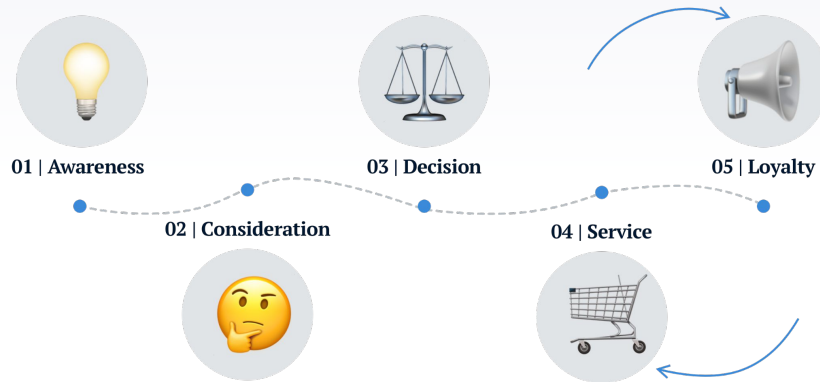 01 | Awareness
02 | Consideration
03 | Decision
04 | Service
05 | Loyalty